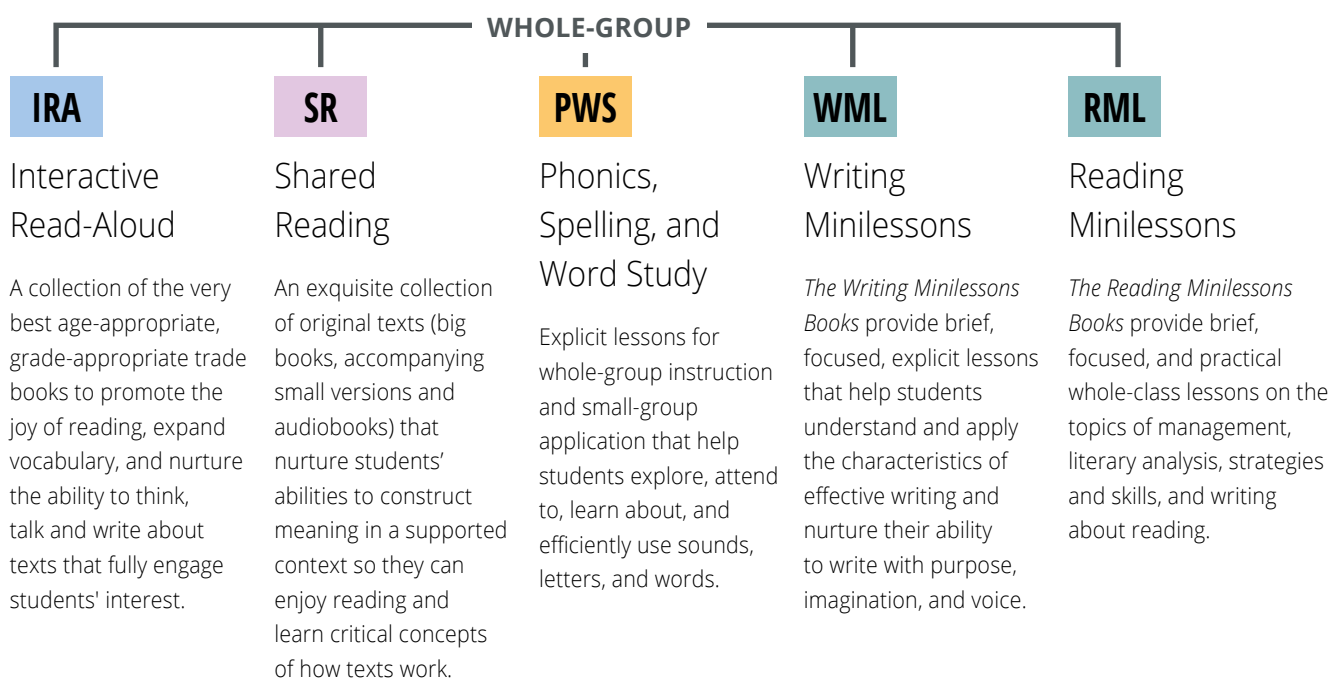 WHOLE-GROUP
IRA
Interactive
Read-Aloud
A collection of the very
best age-appropriate,
grade-appropriate trade
books to promote the
joy of reading, expand
vocabulary, and nurture
the ability to think,
talk and write about
texts that fully engage
students' interest.
SR
Shared
Reading
An exquisite collection
of original texts (big
books, accompanying
small versions and
audiobooks) that
nurture students’
abilities to construct
meaning in a supported
context so they can
enjoy reading and
learn critical concepts
of how texts work.
PWS
Phonics,
Spelling, and
Word Study
Explicit lessons for
whole-group instruction
and small-group
application that help
students explore, attend
to, learn about, and
efficiently use sounds,
letters, and words.
WML
Writing
Minilessons
The Writing Minilessons
Books provide brief,
focused, explicit lessons
that help students
understand and apply
the characteristics of
effective writing and
nurture their ability
to write with purpose,
imagination, and voice.
RML
Reading
Minilessons
The Reading Minilessons
Books provide brief,
focused, and practical
whole-class lessons on the
topics of management,
literary analysis, strategies
and skills, and writing
about reading.